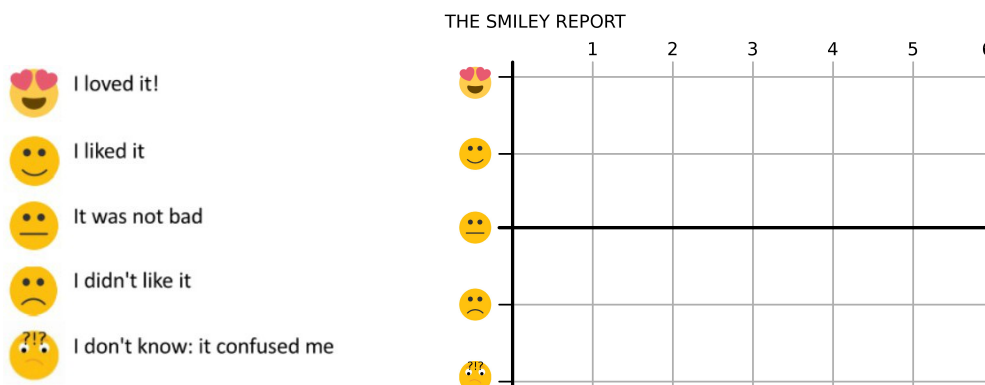 THE SMILEY REPORT
1 2 3 4 5
I loved it!
I liked it
It was not bad
I didn't like it
?!?
I don't know: it confused me
?!?